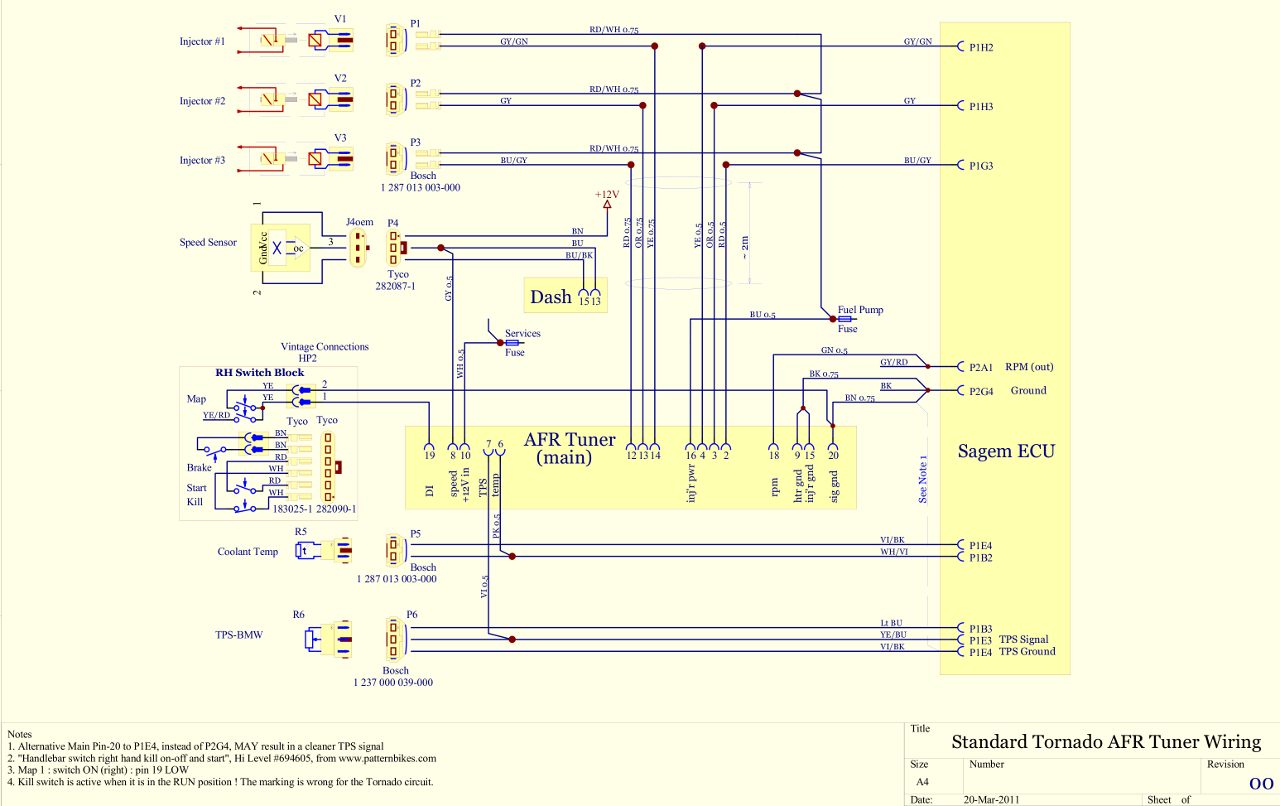 V1
P1
Injector #1
RD/WH 0.75
GY/GN
GY/GN
P1H2
V2
P2
Injector #2
RD/WH 0.75
GY
GY
P1H3
V3
P3
Injector #3
RD/WH 0.75
BU/GY
BU/GY
P1G3
Bosch
1 287 013 003-000
+12V
1
J4oem
P4
Speed Sensor
Vcc
Gnd
oc
3
2
BN
BU
BU/BK
Tyco
282087-1
GY 0.5
Dash
15 13
RD 0.75
OR 0.75
YE 0.75
YE 0.5
OR 0.5
RD 0.5
~ 2m
BU 0.5
Fuel Pump
Fuse
Services
Fuse
WH 0.5
Vintage Connections
HP2
RH Switch Block
Map
YE
YE
YE/RD
2
1
Tyco
Tyco
BN
BN
RD
WH
RD
WH
Brake
Start
Kill
183025-1 282090-1
GN 0.5
GY/RD
P2A1 RPM (out)
BK 0.75
BK
BN 0.75
P2G4 Ground
AFR Tuner
(main)
19
8
10
7
6
12
13
14
16
4
3
2
18
9
15
20
DI
speed
+12V in
TPS
temp
inj'r pwr
rpm
htr gnd
inj'r gnd
sig gnd
Sagem ECU
See Note 1
PK 0.5
VI 0.5
R5
Coolant Temp
t
P5
Bosch
1 287 013 003-000
VI/BK
WH/VI
P1E4
P1B2
R6
TPS-BMW
P6
Bosch
1 237 000 039-000
Lt BU
YE/BU
VI/BK
P1B3
P1E3 TPS Signal
P1E4 TPS Ground
Notes
1. Alternative Main Pin-20 to P1E4, instead of P2G4, MAY result in a cleaner TPS signal
2. "Handlebar switch right hand kill on-off and start", Hi Level #694605, from www.patternbikes.com
3. Map 1 : switch ON (right) : pin 19 LOW
4. Kill switch is active when it is in the RUN position ! The marking is wrong for the Tornado circuit.
Title
Standard Tornado AFR Tuner Wiring
Size
Number
Revision
A4
00
Date:
20-Mar-2011
Sheet of